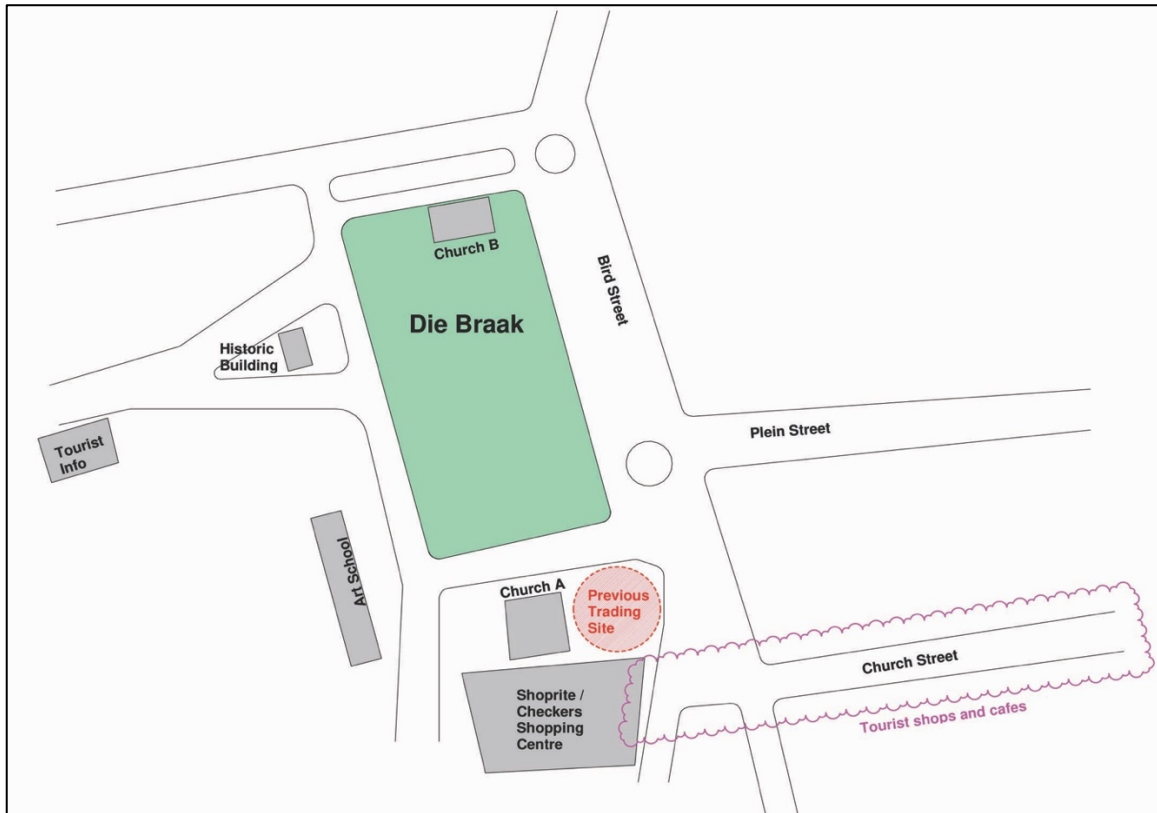 Church B
Bird Street
Die Braak
Historic
Building
Plein Street
Tourist
Info
Art School
Church A
Previous
Trading
Site
Church Street
Shoprite /
Checkers
Shopping
Centre
Tourist shops and cafes